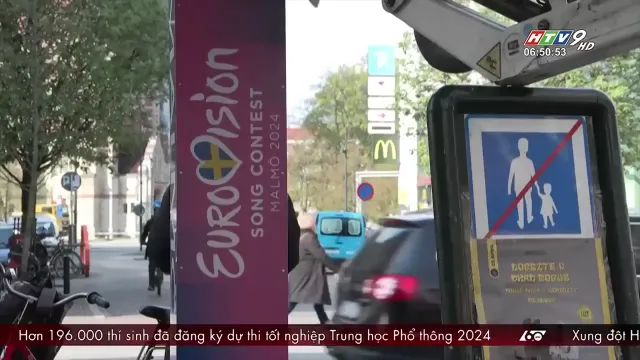 HTV9 HD
06:50:53
EUROVISION
SONG CONTEST
MALMÖ 2024
P
Hơn 196.000 thí sinh đã đăng ký dự thi tốt nghiệp Trung học Phổ thông 2024
60
Xung đột H